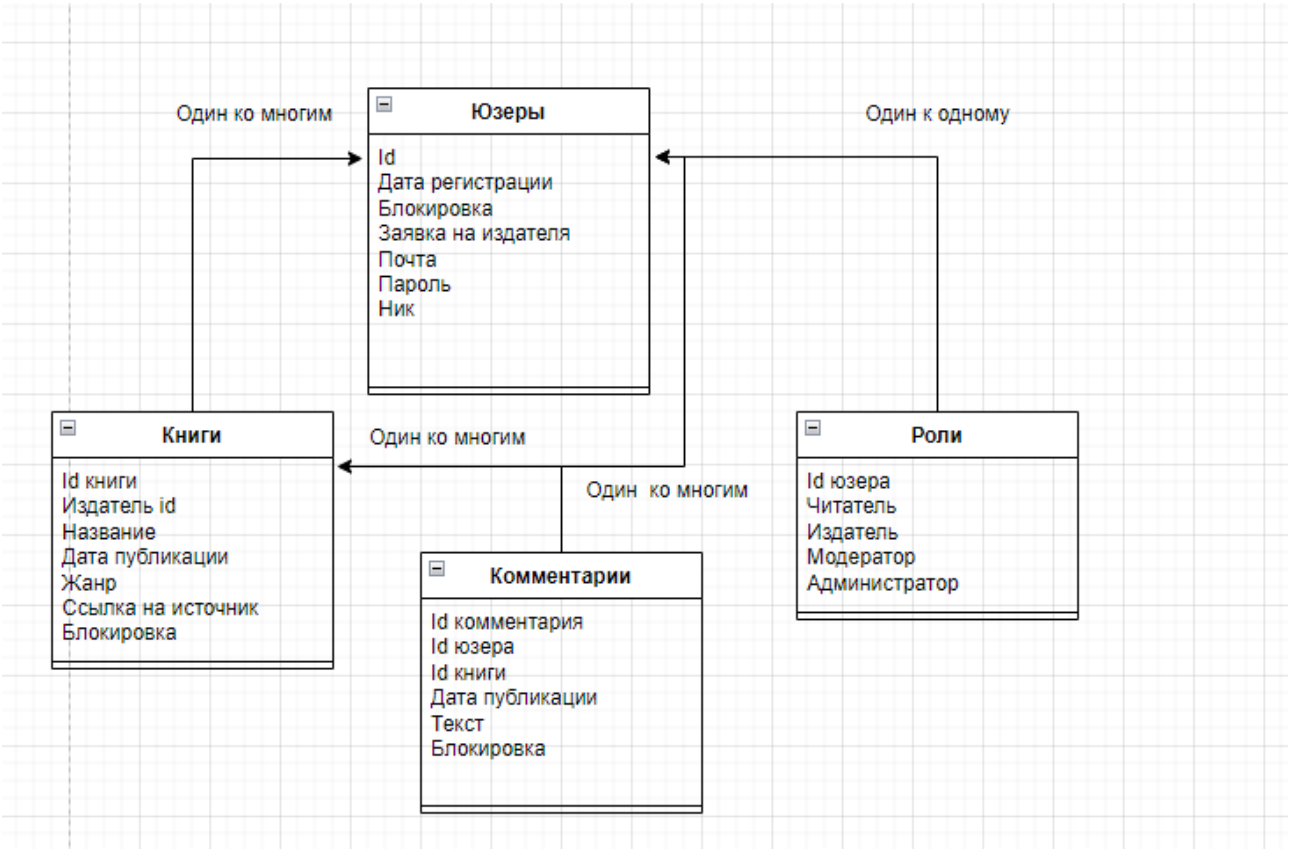 Один ко многим
Юзеры
Один к одному
Id
Дата регистрации
Блокировка
Заявка на издателя
Почта
Пароль
Ник
Книги
Id книги
Издатель id
Название
Дата публикации
Жанр
Ссылка на источник
Блокировка
Один ко многим
Один ко многим
Комментарии
Id комментария
Id юзера
Id книги
Дата публикации
Текст
Блокировка
Роли
Id юзера
Читатель
Издатель
Модератор
Администратор